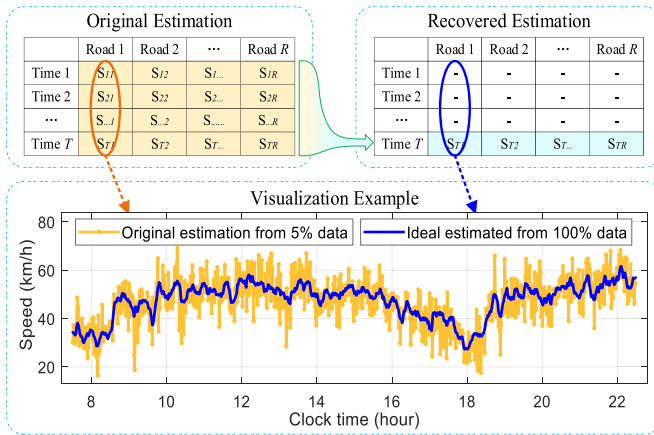 Original Estimation
Road 1 Road 2 ... Road R
Time 1 S11 S12 S1... S1R
Time 2 S21 S22 S2... S2R
... S...1 S...2 S...... S...R
Time T ST1 ST2 ST... STR
Recovered Estimation
Road 1 Road 2 ... Road R
Time 1 - - - -
Time 2 - - - -
... - - - -
Time T ST1 ST2 ST... STR
Visualization Example
Original estimation from 5% data Ideal estimated from 100% data
Speed (km/h)
80
60
40
20
8 10 12 14 16 18 20 22
Clock time (hour)